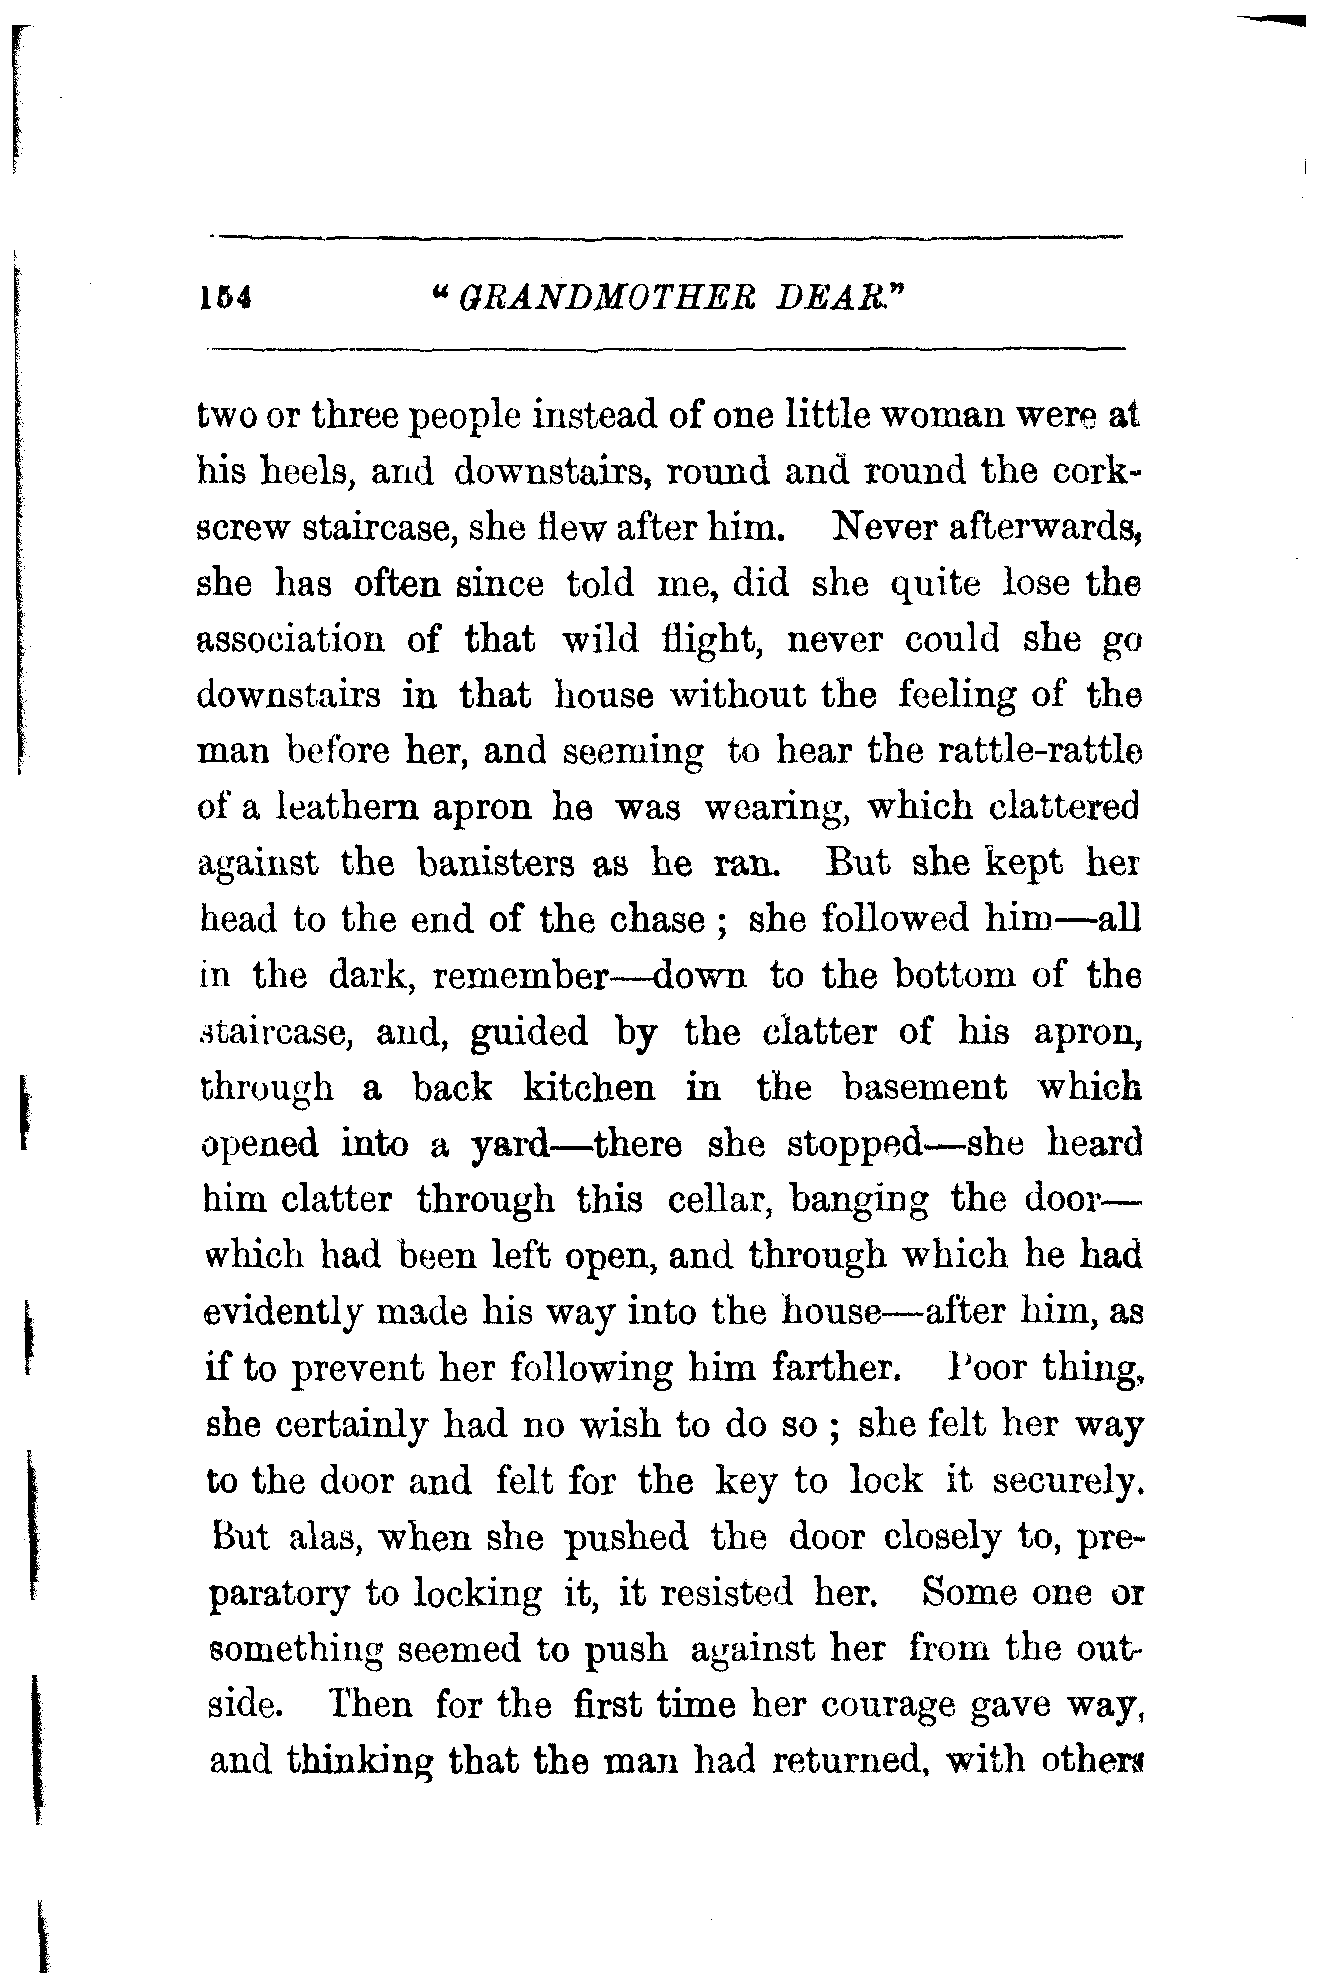 154 "GRANDMOTHER DEAR."
two or three people instead of one little woman were at
his heels, and downstairs, round and round the cork-
screw staircase, she flew after him. Never afterwards,
she has often since told me, did she quite lose the
association of that wild flight, never could she go
downstairs in that house without the feeling of the
man before her, and seeming to hear the rattle-rattle
of a leathern apron he was wearing, which clattered
against the banisters as he ran. But she kept her
head to the end of the chase; she followed him—all
in the dark, remember—down to the bottom of the
staircase, and, guided by the clatter of his apron,
through a back kitchen in the basement which
opened into a yard—there she stopped—she heard
him clatter through this cellar, banging the door—
which had been left open, and through which he had
evidently made his way into the house—after him, as
if to prevent her following him farther. Poor thing,
she certainly had no wish to do so; she felt her way
to the door and felt for the key to lock it securely.
But alas, when she pushed the door closely to, pre-
paratory to locking it, it resisted her. Some one or
something seemed to push against her from the out-
side. Then for the first time her courage gave way,
and thinking that the man had returned, with others